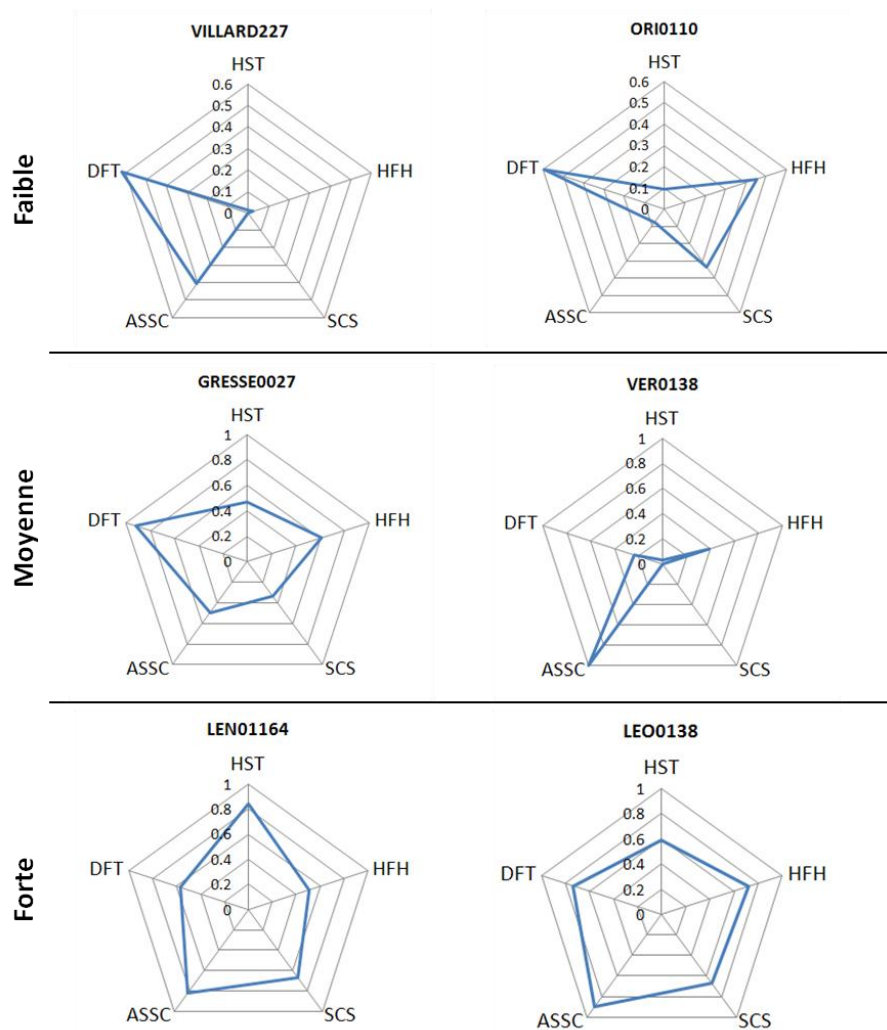 Faible
VILLARD227
HST
0.6
0.5
0.4
0.3
0.2
0.1
0
HFH
SCS
ASSC
DFT
ORI0110
HST
0.6
0.5
0.4
0.3
0.2
0.1
0
HFH
SCS
ASSC
DFT
Moyenne
GRESSE0027
HST
1
0.8
0.6
0.4
0.2
0
HFH
SCS
ASSC
DFT
VER0138
HST
1
0.8
0.6
0.4
0.2
0
HFH
SCS
ASSC
DFT
Forte
LEN01164
HST
1
0.8
0.6
0.4
0.2
0
HFH
SCS
ASSC
DFT
LEO0138
HST
1
0.8
0.6
0.4
0.2
0
HFH
SCS
ASSC
DFT